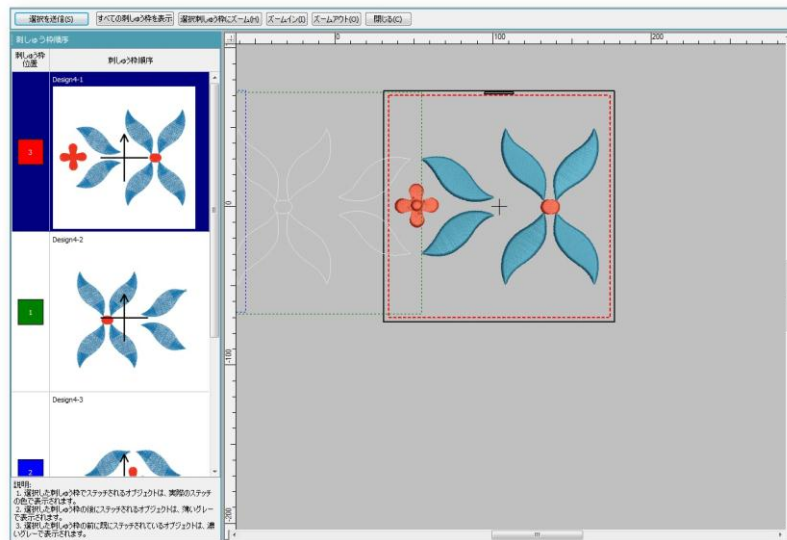 選択を送信(S) すべての刺しゅう枠を表示 選択刺しゅう枠にズーム(H) ズームイン(I) ズームアウト(O) 閉じる(C)
刺しゅう枠順序
刺しゅう枠
位置
刺しゅう枠順序
0 100 200
Design4-1
3
0
Design4-2
1
-100
Design4-3
2
-200
説明:
1. 選択した刺しゅう枠でステッチされるオブジェクトは、実際のステッチ
の色で表示されます。
2. 選択した刺しゅう枠の後にステッチされるオブジェクトは、薄いグレー
で表示されます。
3. 選択した刺しゅう枠の前に既にステッチされているオブジェクトは、濃
いグレーで表示されます。